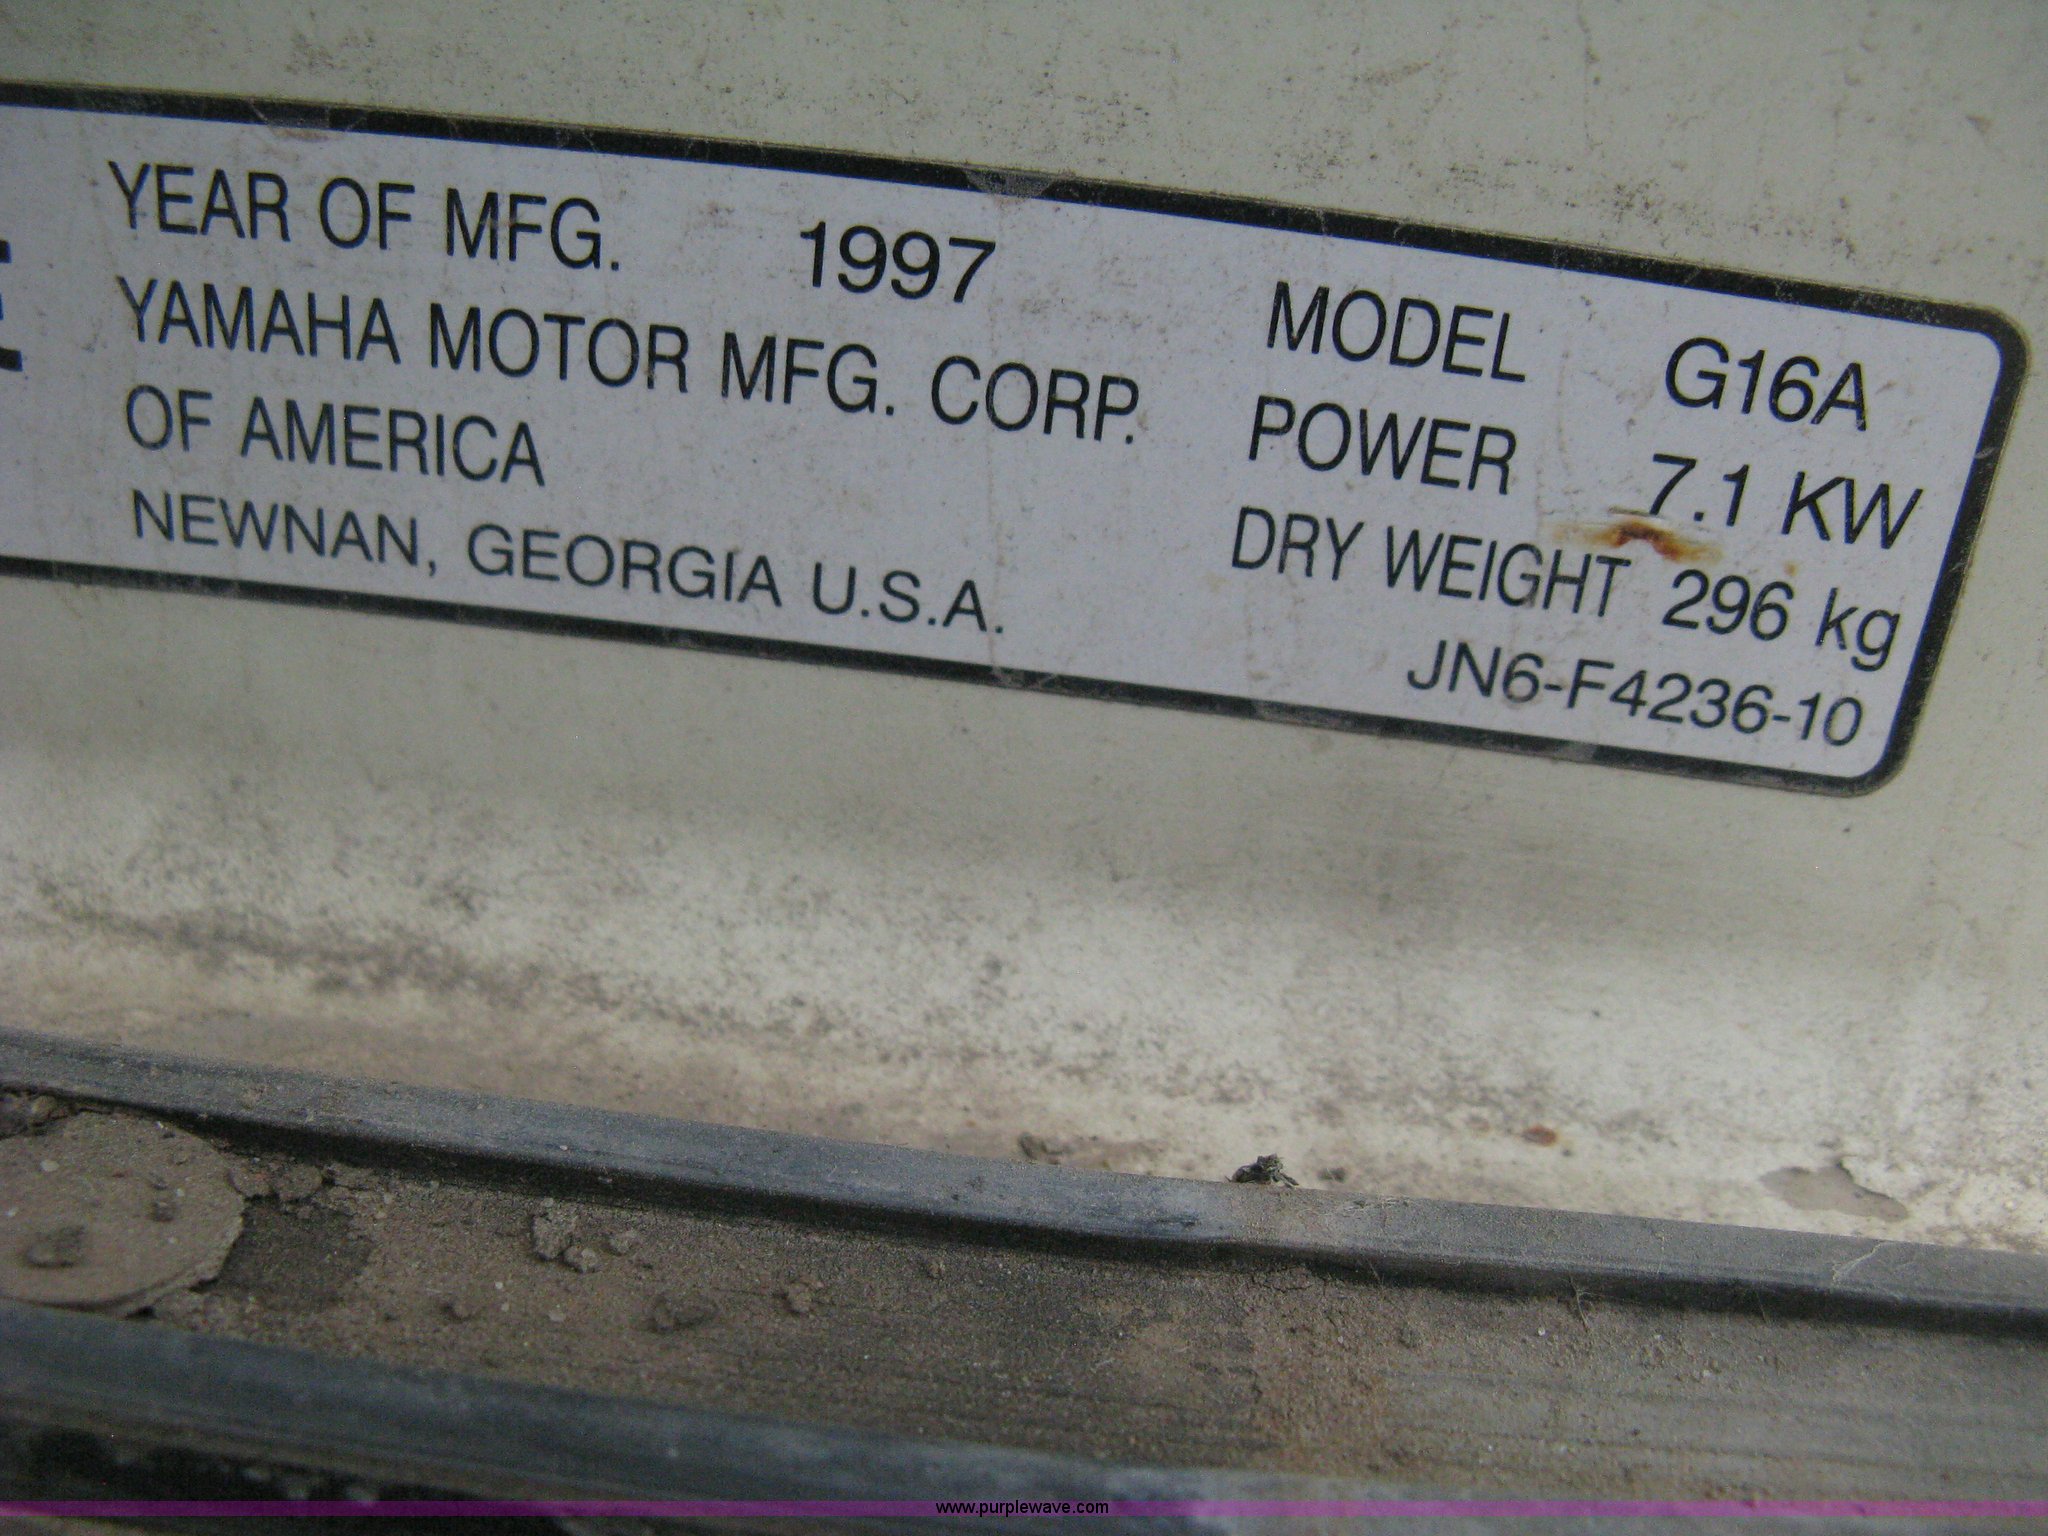 YEAR OF MFG. 1997
YAMAHA MOTOR MFG. CORP.
OF AMERICA
NEWNAN, GEORGIA U.S.A.
MODEL G16A
POWER 7.1 KW
DRY WEIGHT 296 kg
JN6-F4236-10
www.purplewave.com